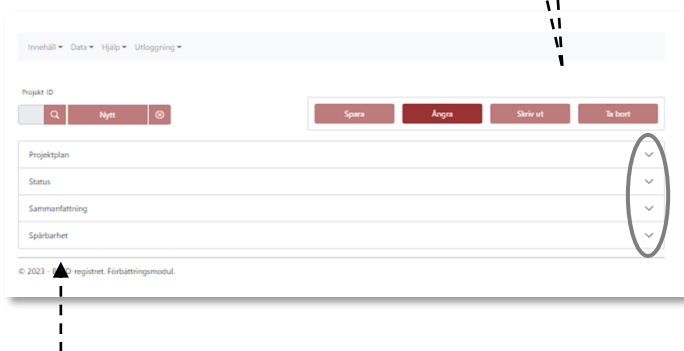 Innehåll Data Hjälp Utloggning
Projekt ID
Nytt
Spara Ångra Skriv ut Ta bort
Projektplan
Status
Sammanfattning
Spårbarhet
© 2023 - registret. Förbättringsmodul.